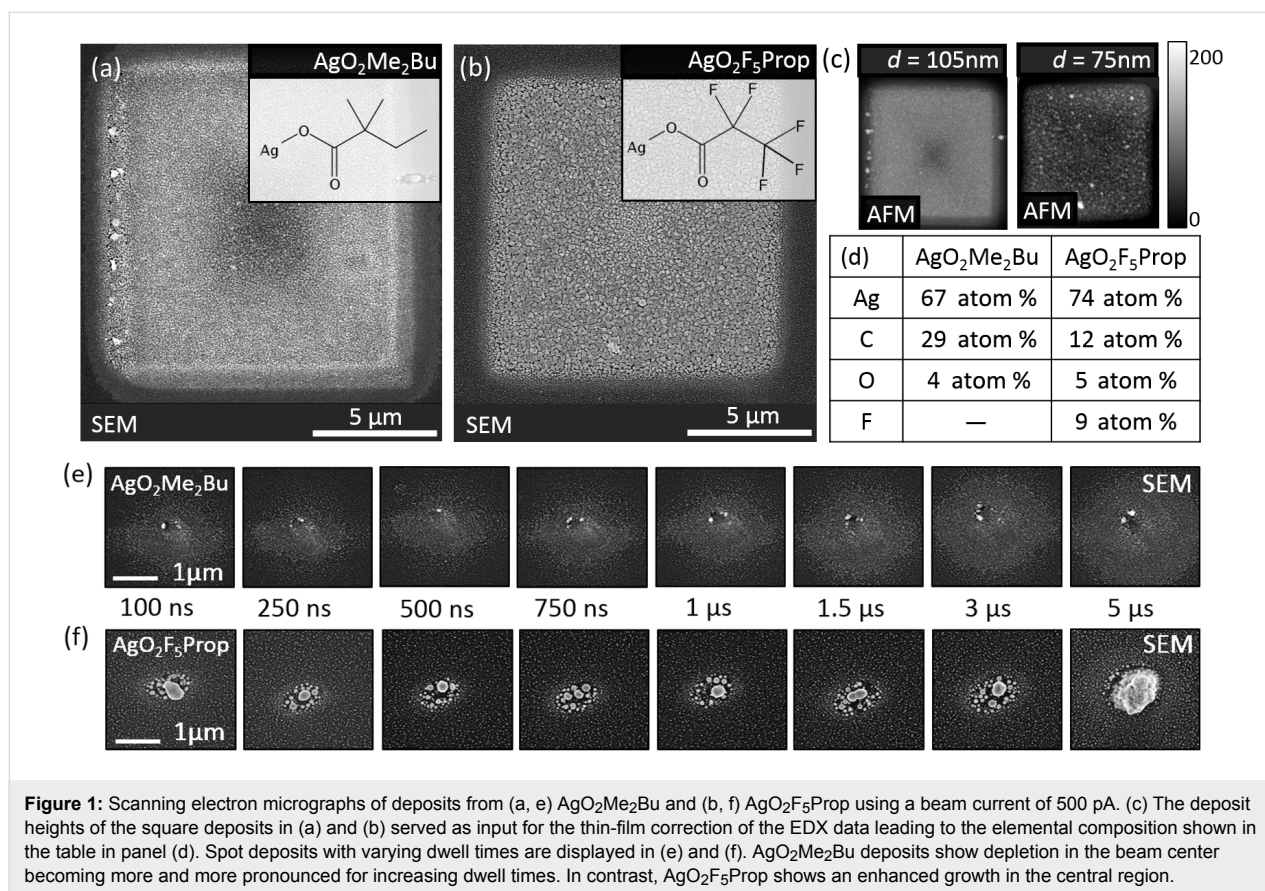 (a)
AgO₂Me₂Bu
Ag
O
O
SEM
5 µm
(b)
AgO₂F₅Prop
F
F
F
F
F
Ag
O
O
SEM
5 µm
(c)
d = 105nm
AFM
d = 75nm
AFM
200
0
(d) AgO₂Me₂Bu AgO₂F₅Prop
Ag 67 atom % 74 atom %
C 29 atom % 12 atom %
O 4 atom % 5 atom %
F — 9 atom %
(e)
AgO₂Me₂Bu
SEM
1µm
100 ns 250 ns 500 ns 750 ns 1 µs 1.5 µs 3 µs 5 µs
(f)
AgO₂F₅Prop
SEM
1µm
Figure 1: Scanning electron micrographs of deposits from (a, e) AgO₂Me₂Bu and (b, f) AgO₂F₅Prop using a beam current of 500 pA. (c) The deposit
heights of the square deposits in (a) and (b) served as input for the thin-film correction of the EDX data leading to the elemental composition shown in
the table in panel (d). Spot deposits with varying dwell times are displayed in (e) and (f). AgO₂Me₂Bu deposits show depletion in the beam center
becoming more and more pronounced for increasing dwell times. In contrast, AgO₂F₅Prop shows an enhanced growth in the central region.